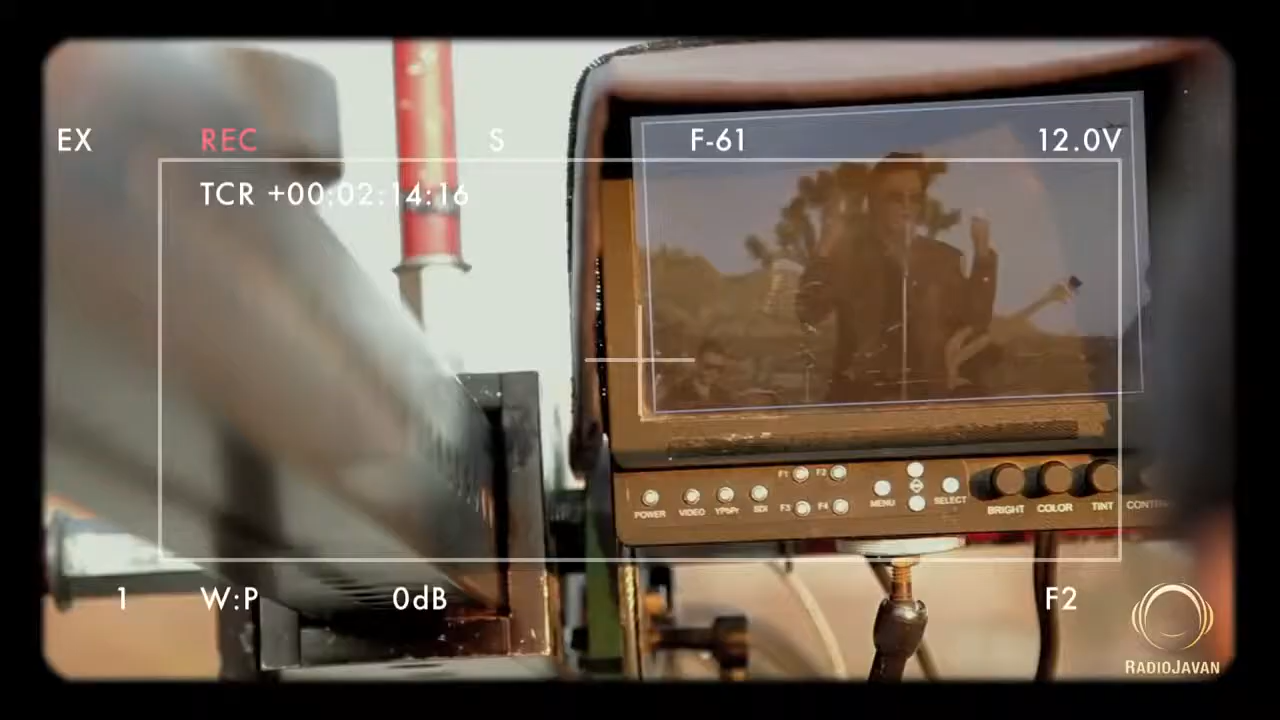 EX REC S F-61 12.0V
TCR +00:02:14:16
F1 F2
MENU SELECT
POWER VIDEO YPbPr SDI F3 F4
BRIGHT COLOR TINT
1 W:P 0dB F2
RADIOJAVAN